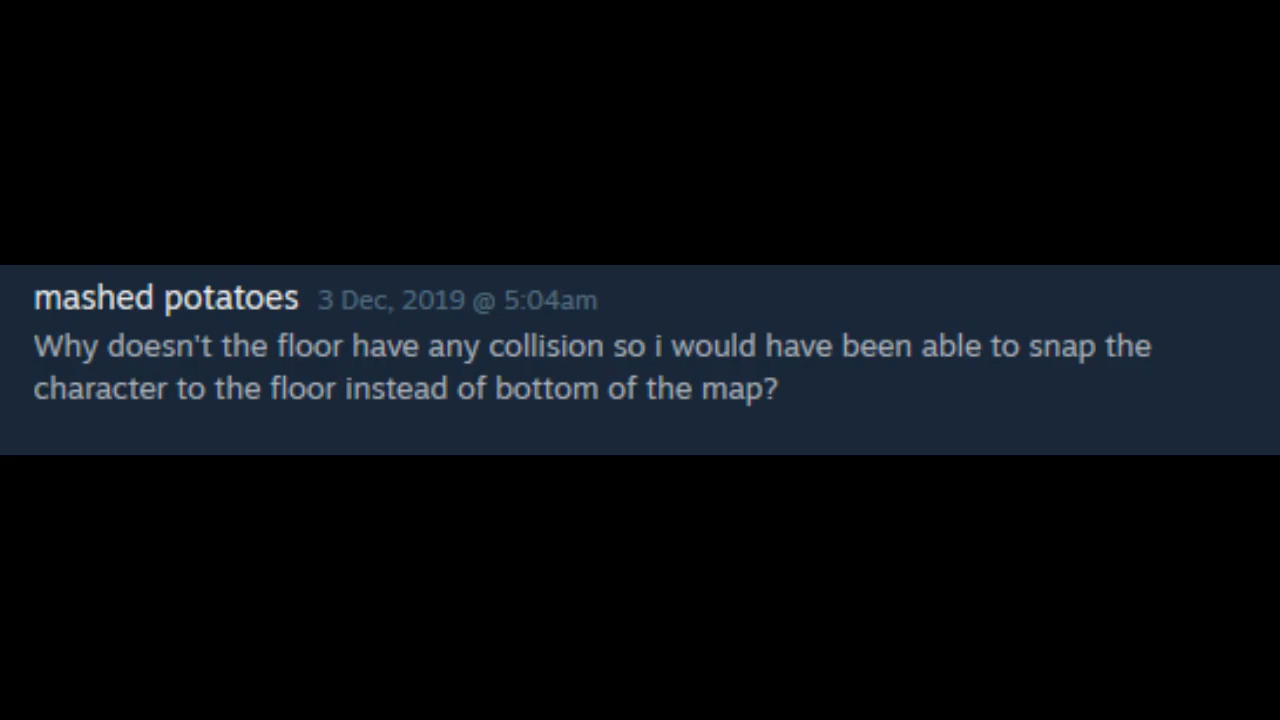 mashed potatoes 3 Dec, 2019 @ 5:04am
Why doesn't the floor have any collision so i would have been able to snap the
character to the floor instead of bottom of the map?